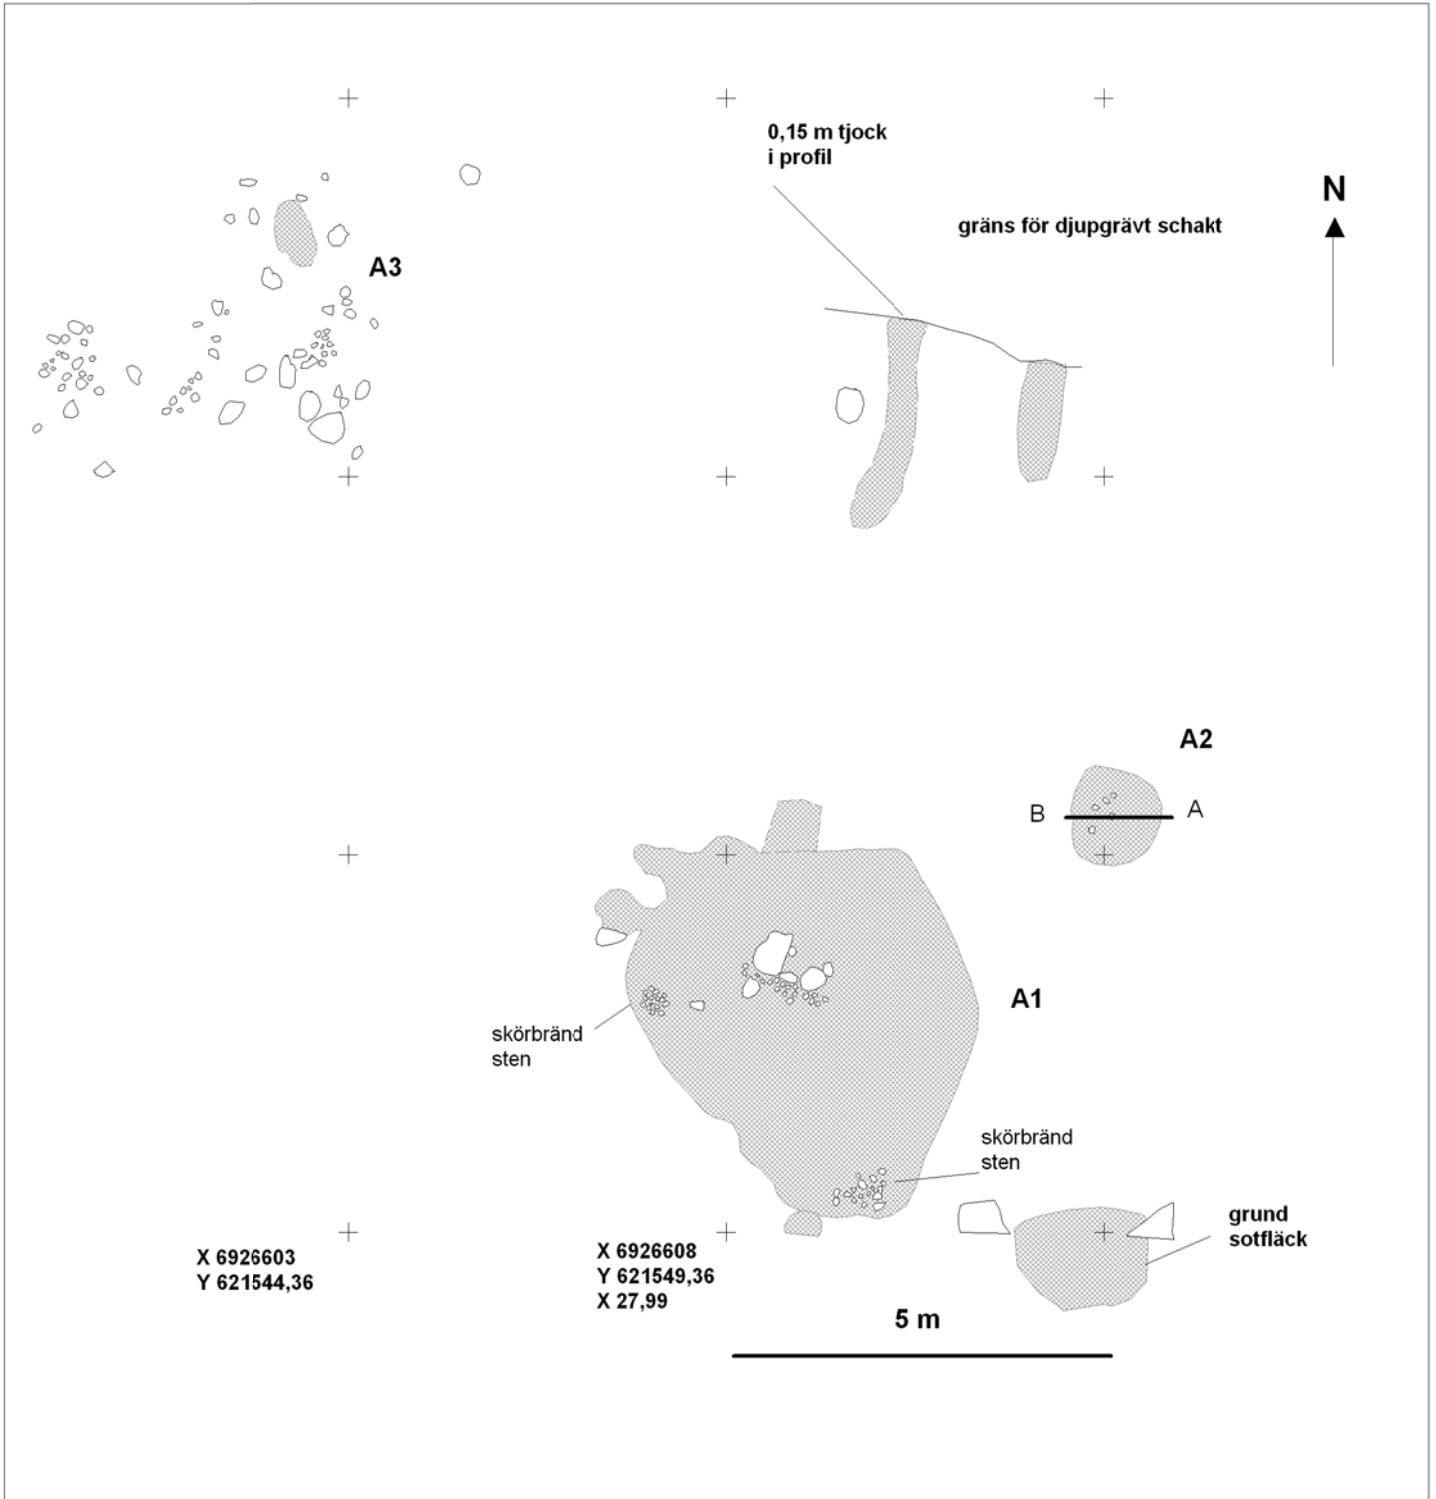 0,15 m tjock
i profil
N
gräns för djupgrävt schakt
A3
A2
B
A
A1
skörbränd
sten
skörbränd
sten
grund
sotfläck
X 6926603
Y 621544,36
X 6926608
Y 621549,36
X 27,99
5 m